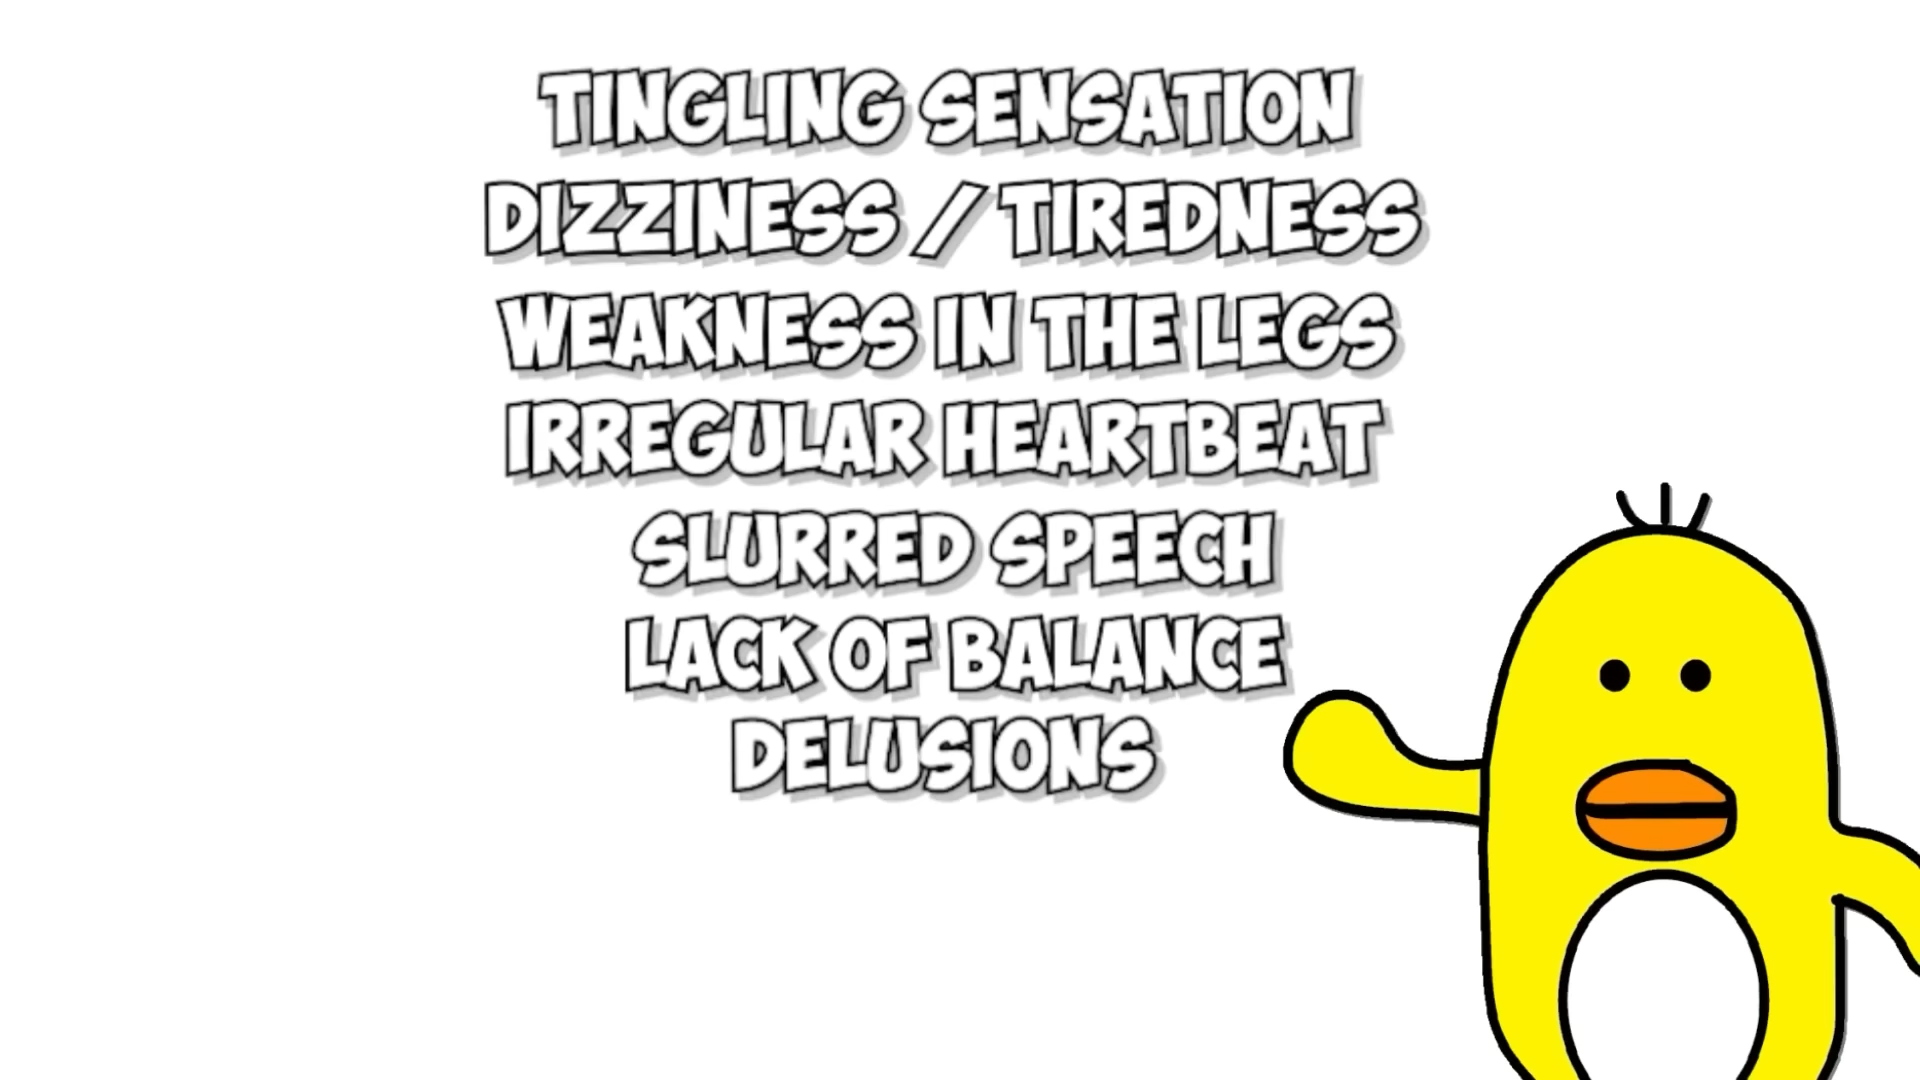 TINGLING SENSATION
DIZZINESS / TIREDNESS
WEAKNESS IN THE LEGS
IRREGULAR HEARTBEAT
SLURRED SPEECH
LACK OF BALANCE
DELUSIONS